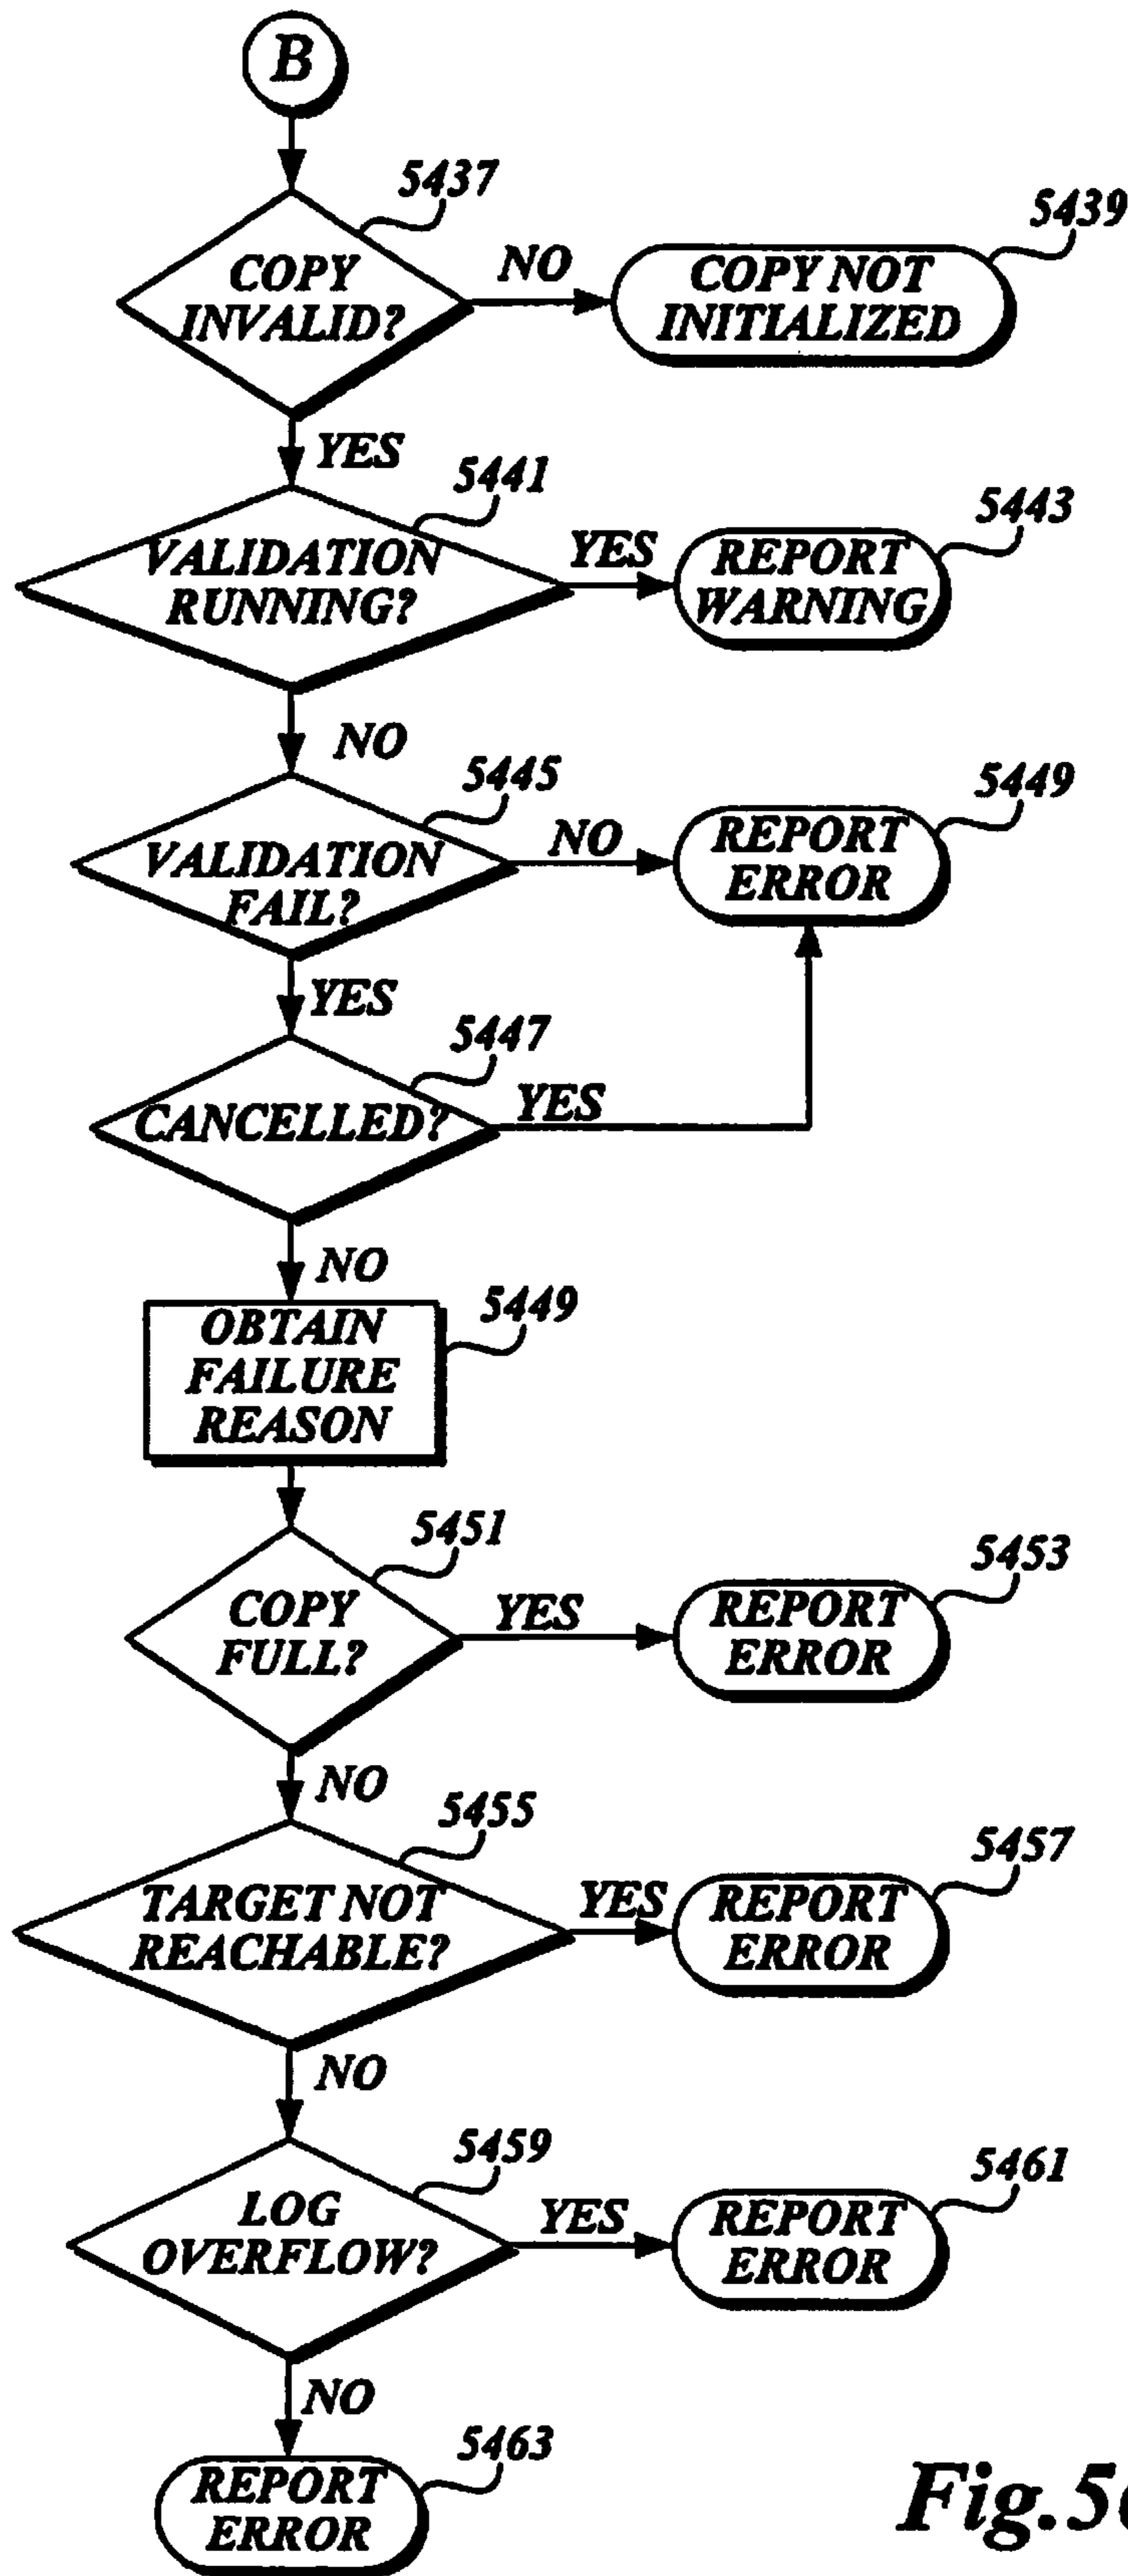 B
5437
5439
COPY
INVALID?
NO
COPY NOT
INITIALIZED
YES
5441
5443
VALIDATION
RUNNING?
YES
REPORT
WARNING
NO
5445
5449
VALIDATION
FAIL?
NO
REPORT
ERROR
YES
5447
CANCELLED?
YES
NO
5449
OBTAIN
FAILURE
REASON
5451
5453
COPY
FULL?
YES
REPORT
ERROR
NO
5455
5457
TARGET NOT
REACHABLE?
YES
REPORT
ERROR
NO
5459
5461
LOG
OVERFLOW?
YES
REPORT
ERROR
NO
5463
REPORT
ERROR
Fig.5